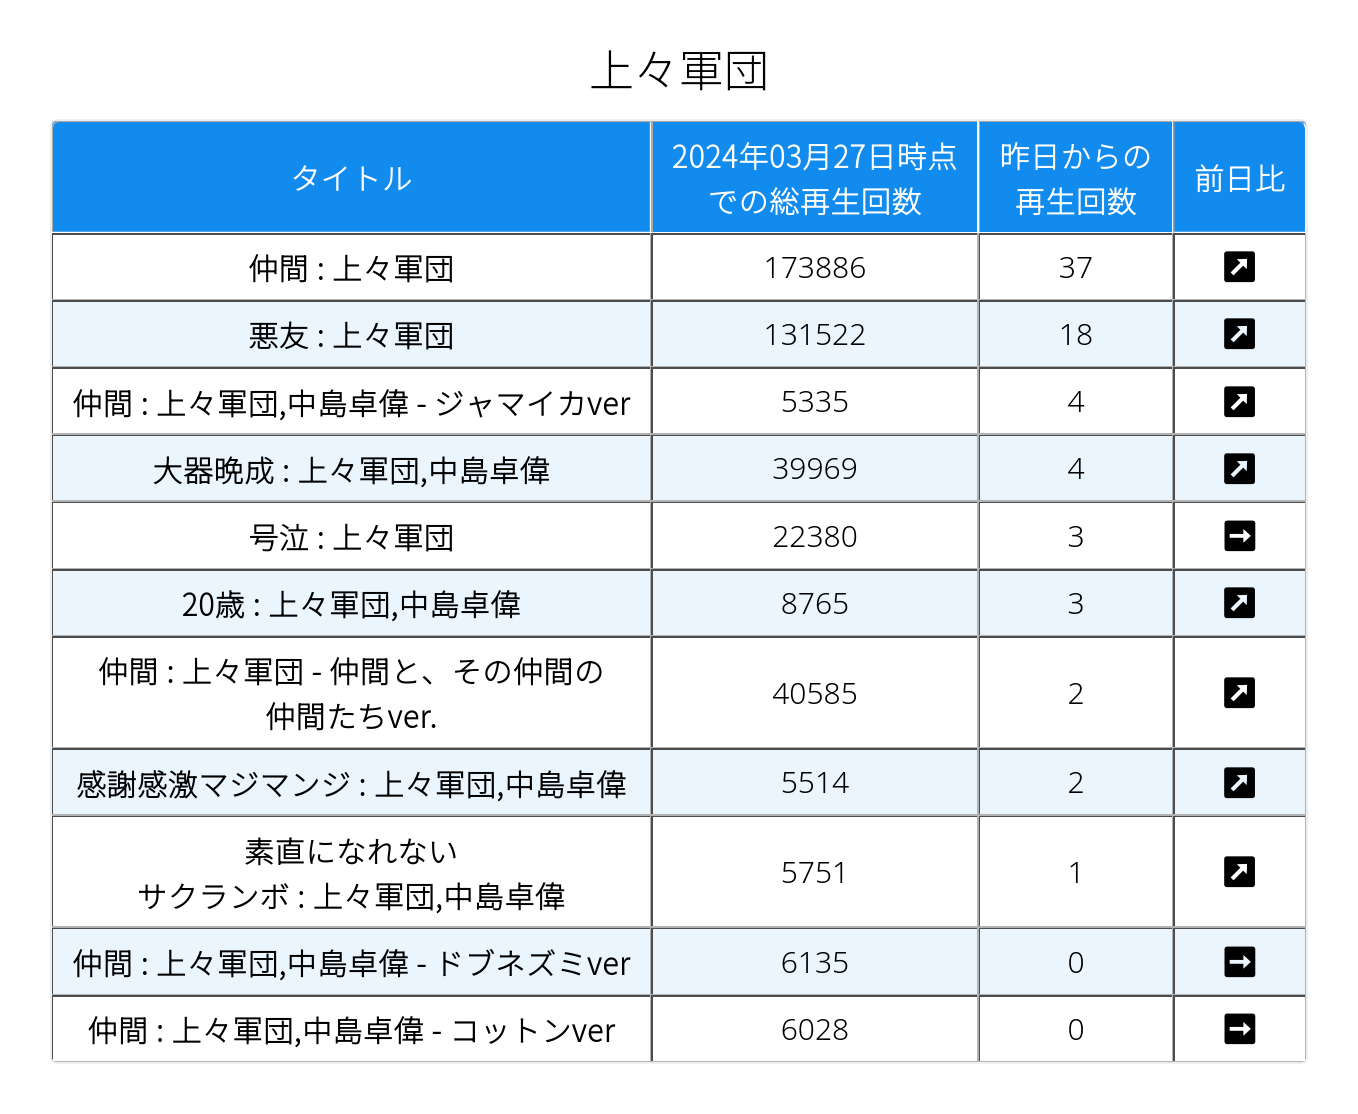 上々軍団
タイトル
2024年03月27日時点
での総再生回数
昨日からの
再生回数
前日比
仲間 : 上々軍団
173886
37
悪友 : 上々軍団
131522
18
仲間 : 上々軍団,中島卓偉 - ジャマイカver
5335
4
大器晩成 : 上々軍団,中島卓偉
39969
4
号泣 : 上々軍団
22380
3
20歳 : 上々軍団,中島卓偉
8765
3
仲間 : 上々軍団 - 仲間と、その仲間の
仲間たちver.
40585
2
感謝感激マジマンジ : 上々軍団,中島卓偉
5514
2
素直になれない
サクランボ : 上々軍団,中島卓偉
5751
1
仲間 : 上々軍団,中島卓偉 - ドブネズミver
6135
0
仲間 : 上々軍団,中島卓偉 - コットンver
6028
0